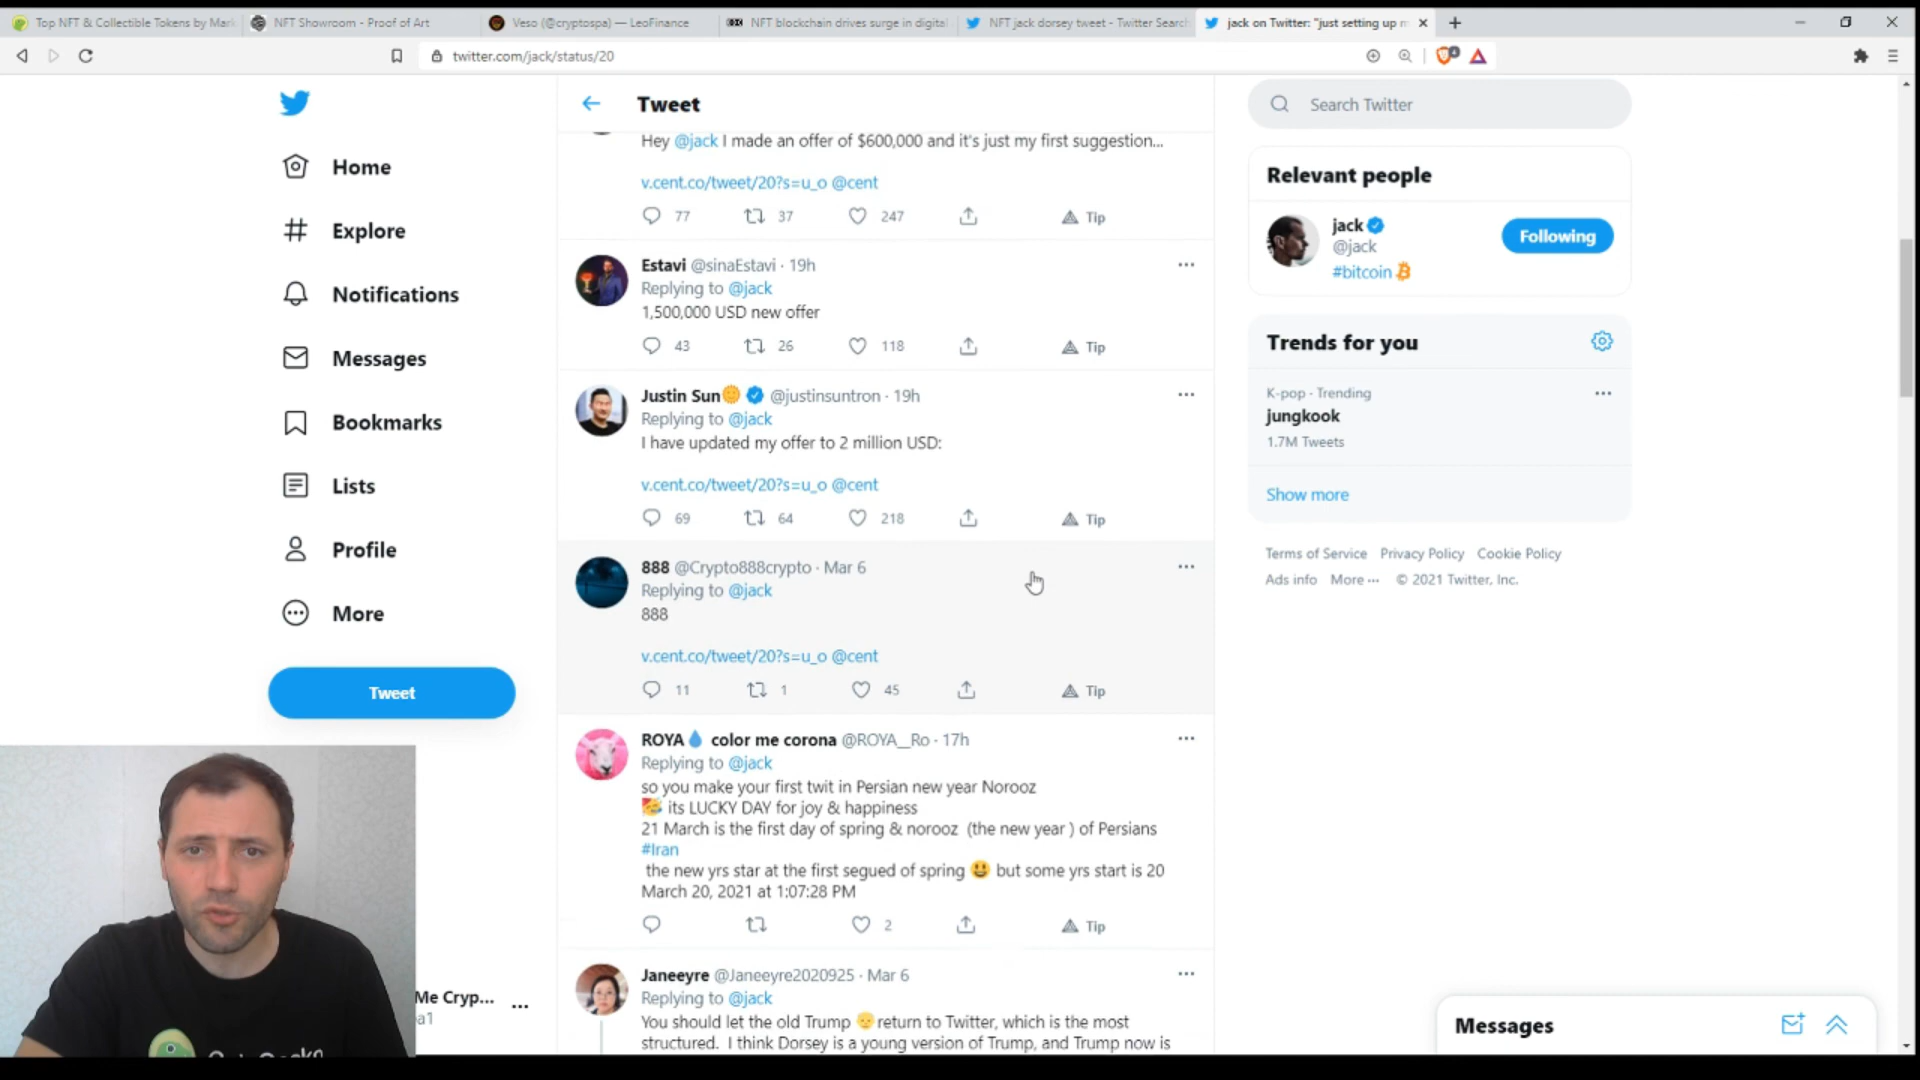 Top NFT & Collectible Tokens by Mark
NFT Showroom - Proof of Art
Veso (@cryptospa) — LeoFinance
NFT blockchain drives surge in digital
NFT jack dorsey tweet - Twitter Search
jack on Twitter: "just setting up m
twitter.com/jack/status/20
Home
Explore
Notifications
Messages
Bookmarks
Lists
Profile
More
Tweet
Me Cryp...
a1
Tweet
Hey @jack I made an offer of $600,000 and it's just my first suggestion...
v.cent.co/tweet/20?s=u_o @cent
77 37 247 Tip
Estavi @sinaEstavi · 19h
Replying to @jack
1,500,000 USD new offer
43 26 118 Tip
Justin Sun🌞 @justinsuntron · 19h
Replying to @jack
I have updated my offer to 2 million USD:
v.cent.co/tweet/20?s=u_o @cent
69 64 218 Tip
888 @Crypto888crypto · Mar 6
Replying to @jack
888
v.cent.co/tweet/20?s=u_o @cent
11 1 45 Tip
ROYA💧 color me corona @ROYA__Ro · 17h
Replying to @jack
so you make your first twit in Persian new year Norooz
🥳 its LUCKY DAY for joy & happiness
21 March is the first day of spring & norooz (the new year ) of Persians
#Iran
the new yrs star at the first segued of spring 😃 but some yrs start is 20
March 20, 2021 at 1:07:28 PM
2 Tip
Janeeyre @Janeeyre2020925 · Mar 6
Replying to @jack
You should let the old Trump 👴return to Twitter, which is the most
structured. I think Dorsey is a young version of Trump, and Trump now is
Search Twitter
Relevant people
jack
@jack
#bitcoin
Following
Trends for you
K-pop · Trending
jungkook
1.7M Tweets
Show more
Terms of Service Privacy Policy Cookie Policy
Ads info More ··· © 2021 Twitter, Inc.
Messages